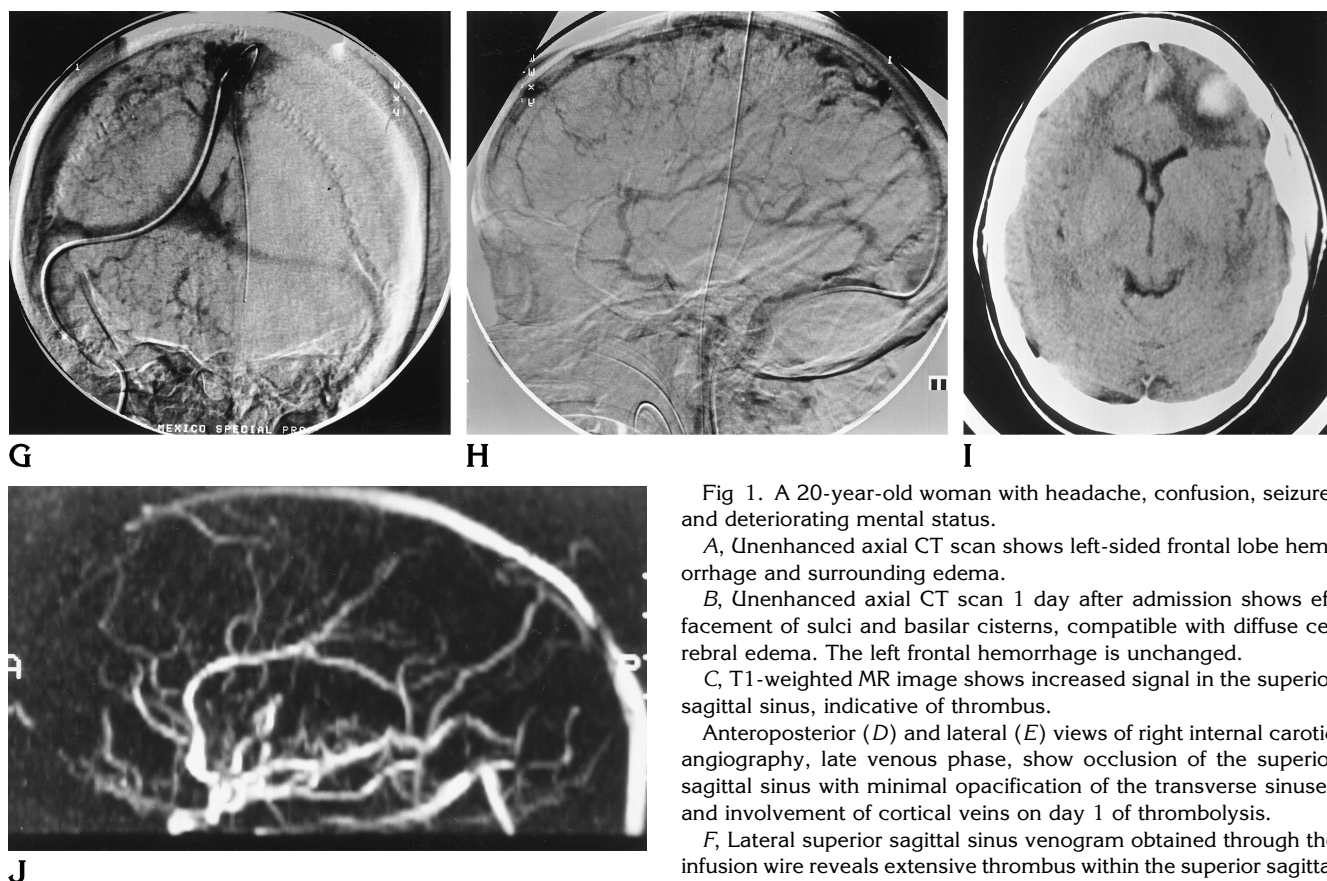 MEXICO SPECIAL PRO
G
H
I
A
J
Fig 1. A 20-year-old woman with headache, confusion, seizure
and deteriorating mental status.
A, Unenhanced axial CT scan shows left-sided frontal lobe hem
orrhage and surrounding edema.
B, Unenhanced axial CT scan 1 day after admission shows ef
facement of sulci and basilar cisterns, compatible with diffuse ce
rebral edema. The left frontal hemorrhage is unchanged.
C, T1-weighted MR image shows increased signal in the superio
sagittal sinus, indicative of thrombus.
Anteroposterior (D) and lateral (E) views of right internal carotid
angiography, late venous phase, show occlusion of the superio
sagittal sinus with minimal opacification of the transverse sinuse
and involvement of cortical veins on day 1 of thrombolysis.
F, Lateral superior sagittal sinus venogram obtained through the
infusion wire reveals extensive thrombus within the superior sagitta